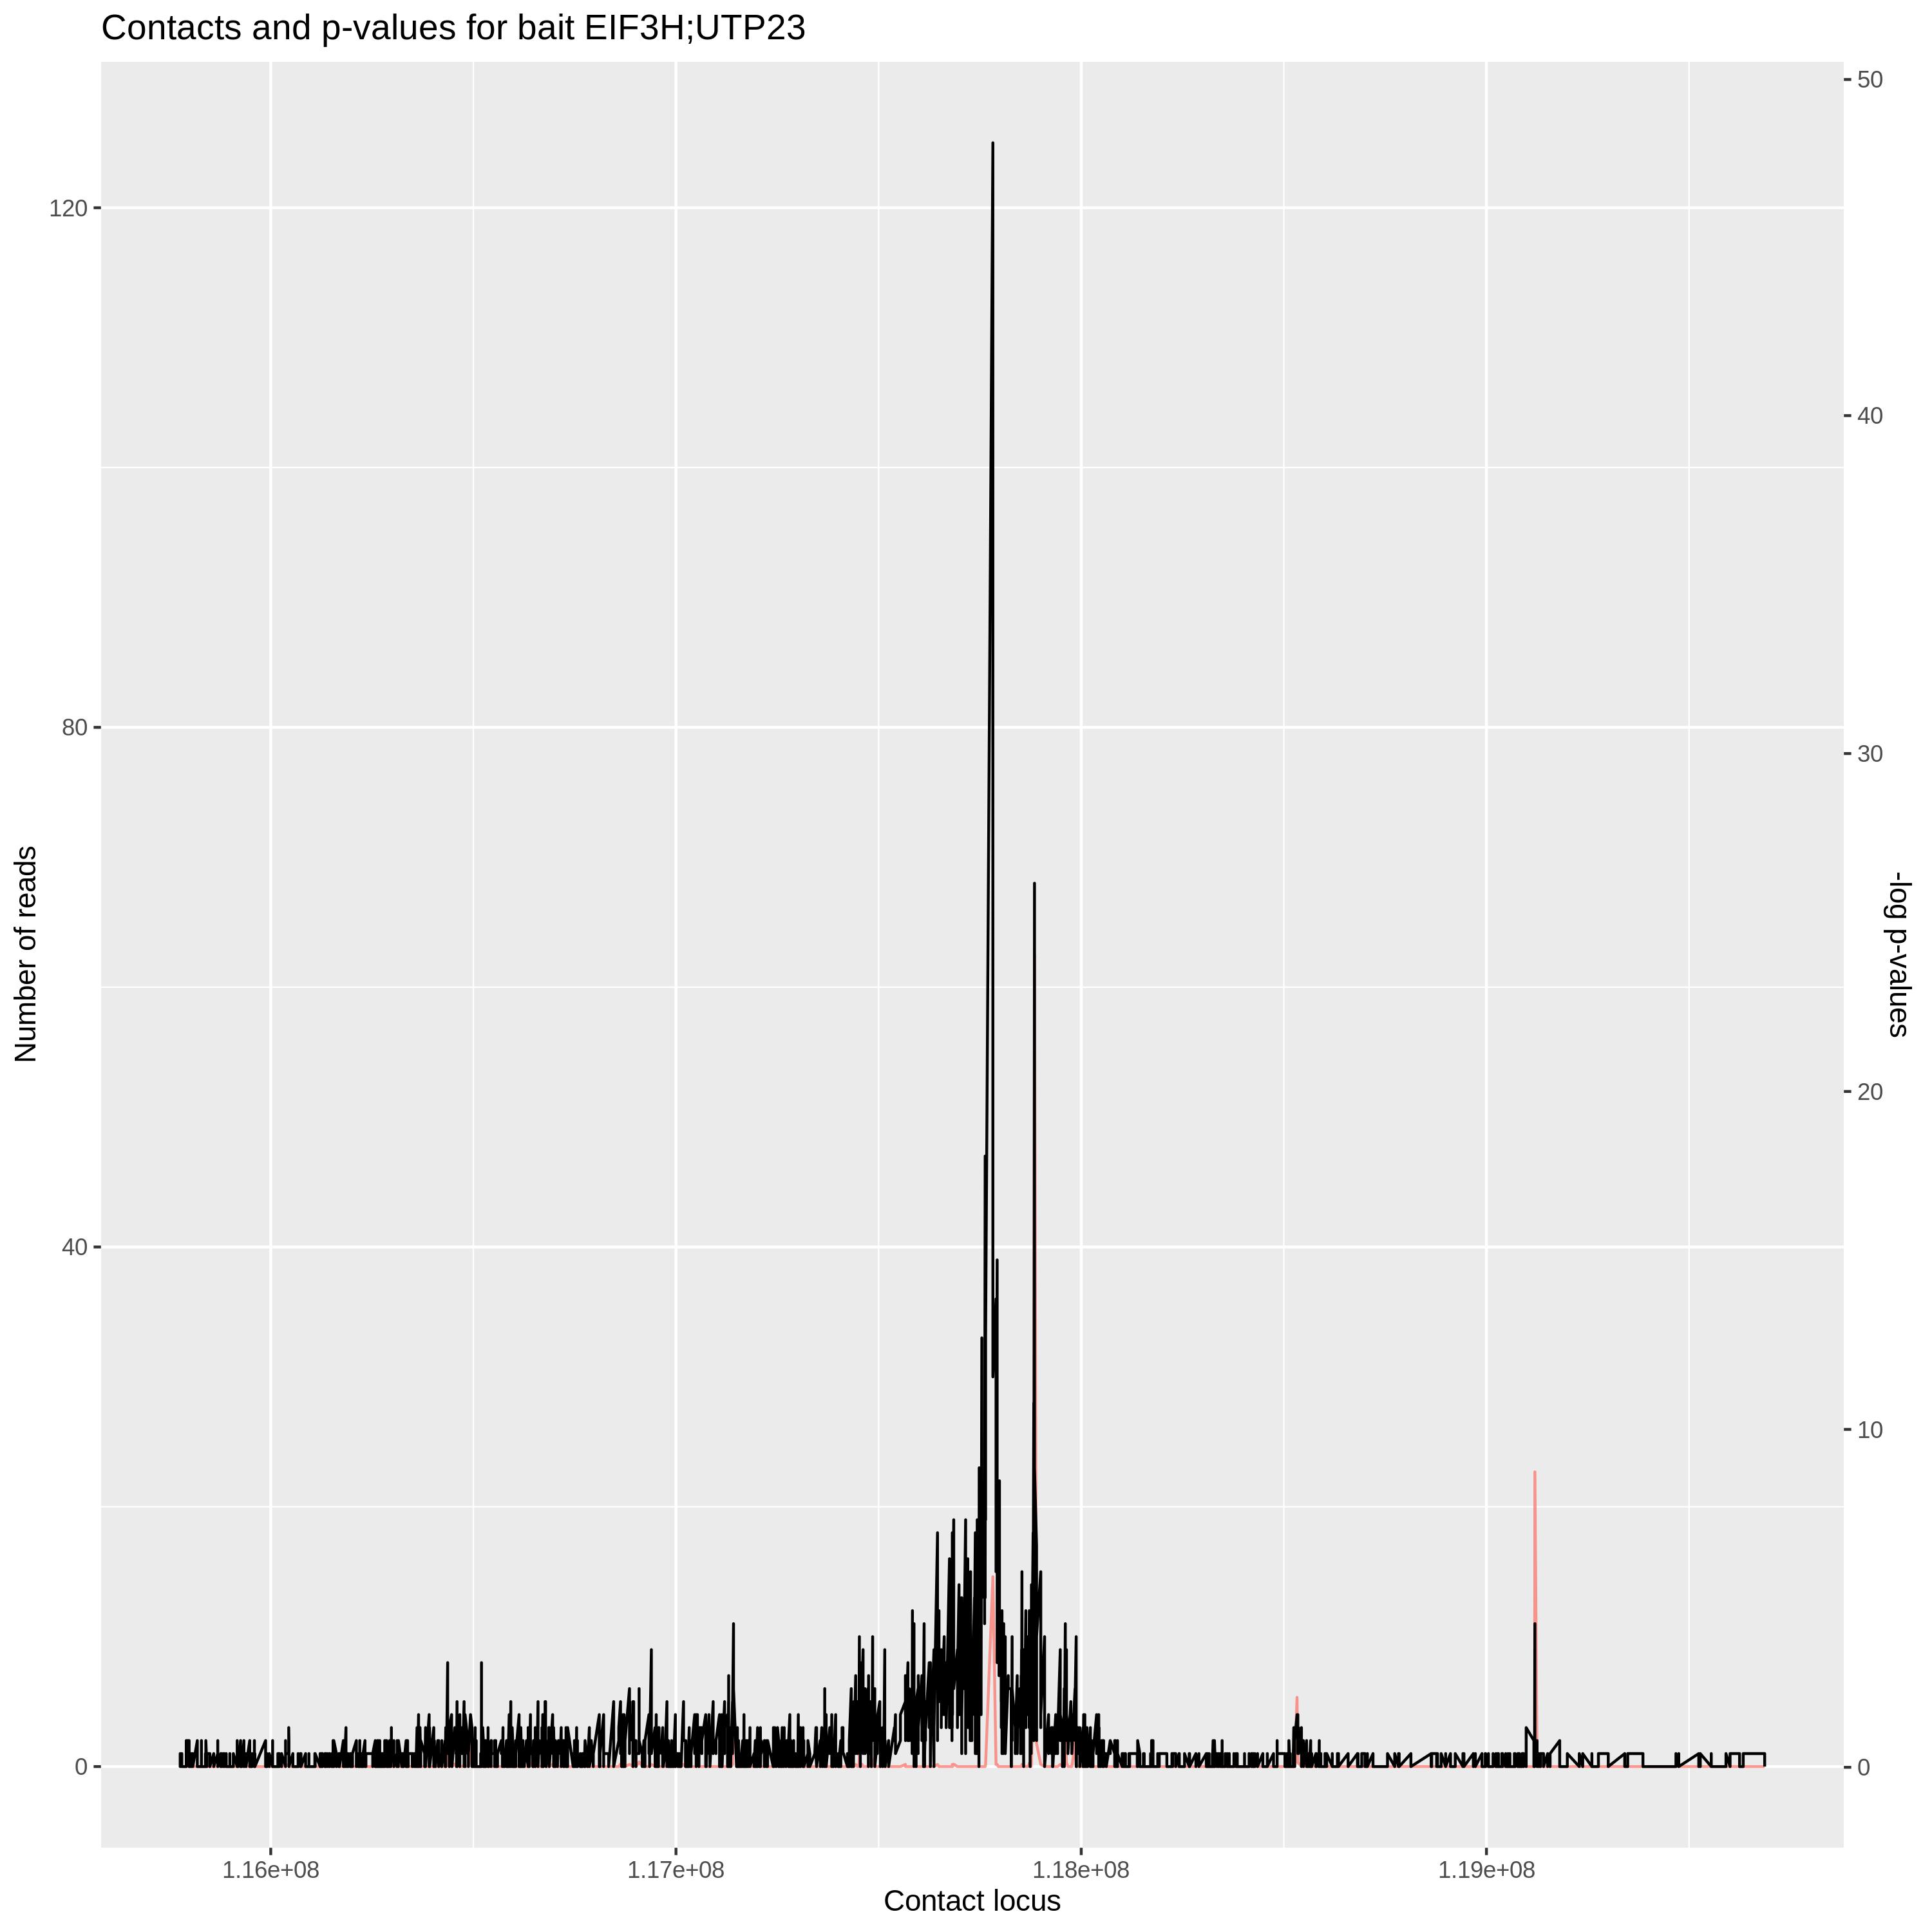 Contacts and p-values for bait EIF3H;UTP23
120
80
40
0
Number of reads
50
40
30
20
10
0
-log p-values
1.16e+08
1.17e+08
1.18e+08
1.19e+08
Contact locus